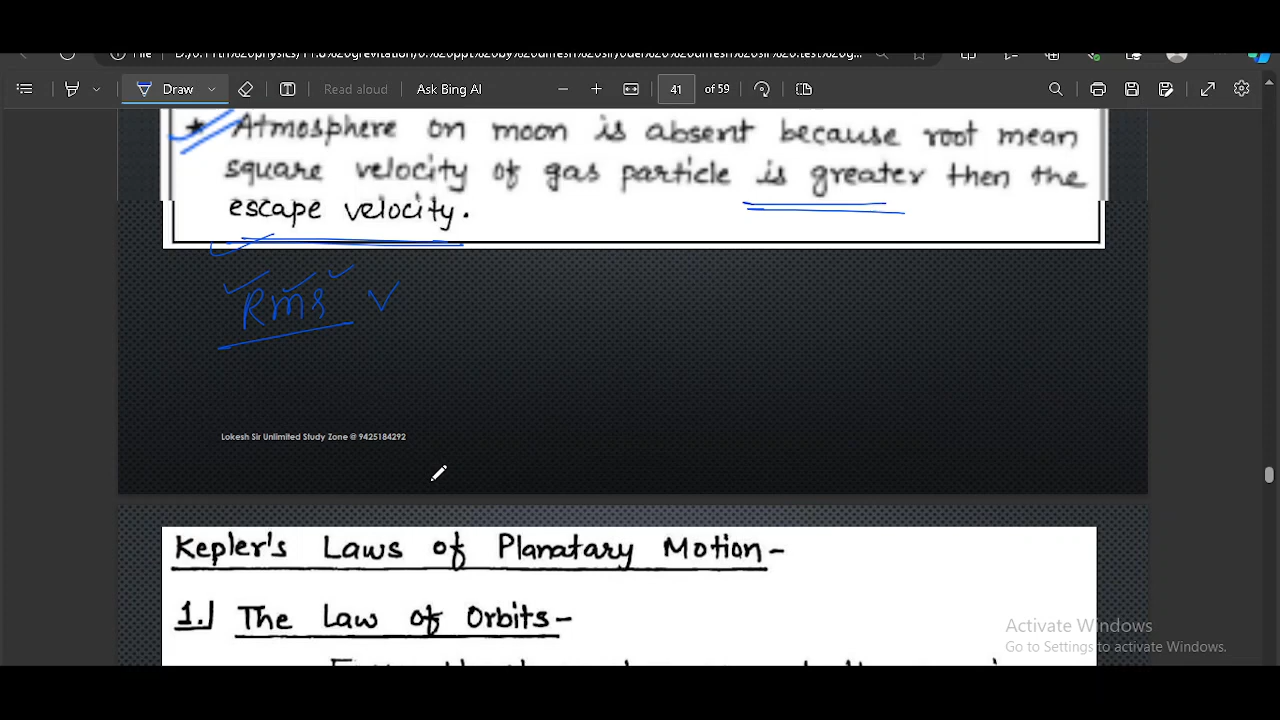 Draw
Read aloud
Ask Bing AI
41
of 59
★ Atmosphere on moon is absent because root mean
square velocity of gas particle is greater then the
escape velocity.
Rms
Lokesh Sir Unlimited Study Zone @ 9425184292
Kepler's Laws of Planatary Motion-
1.] The Law of Orbits-
Activate Windows
Go to Settings to activate Windows.